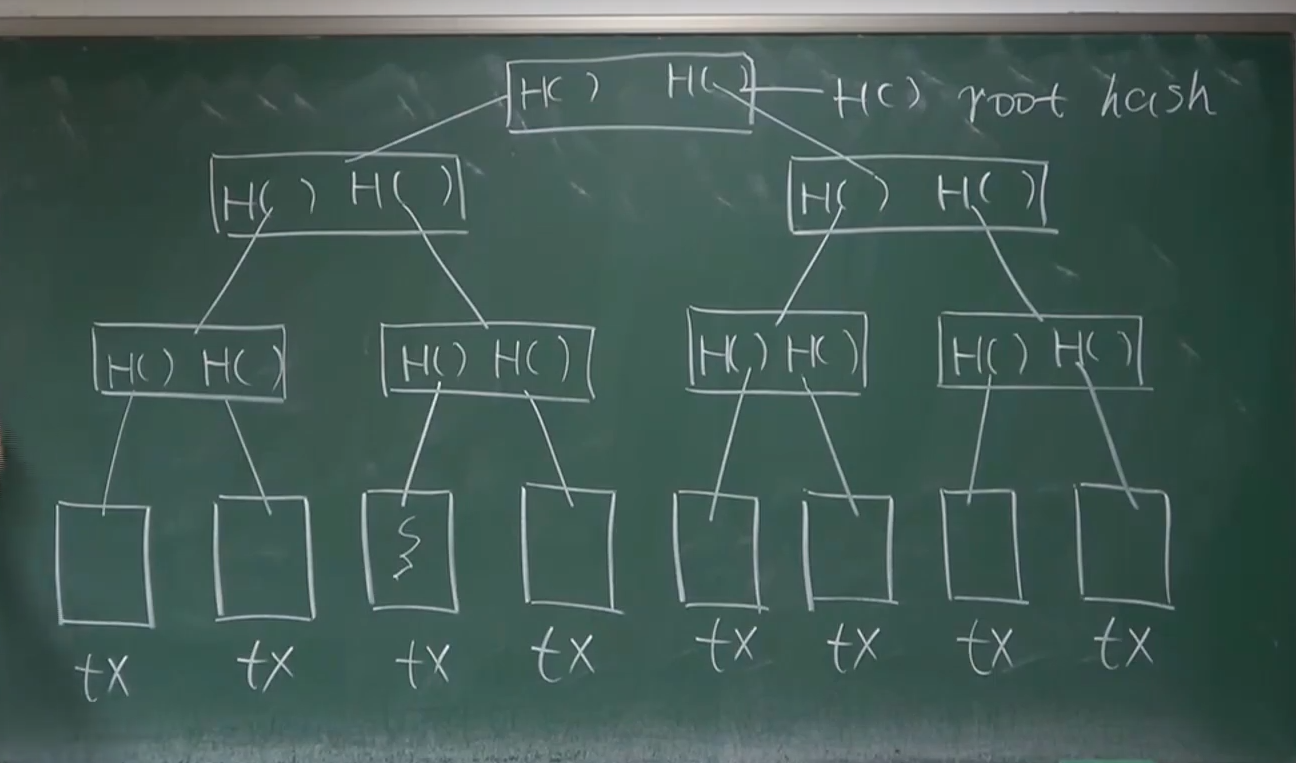 H( ) H( ) H( ) root hash
H( ) H( ) H( ) H( )
H( ) H( ) H( ) H( ) H( ) H( ) H( ) H( )
tx tx tx tx tx tx tx tx